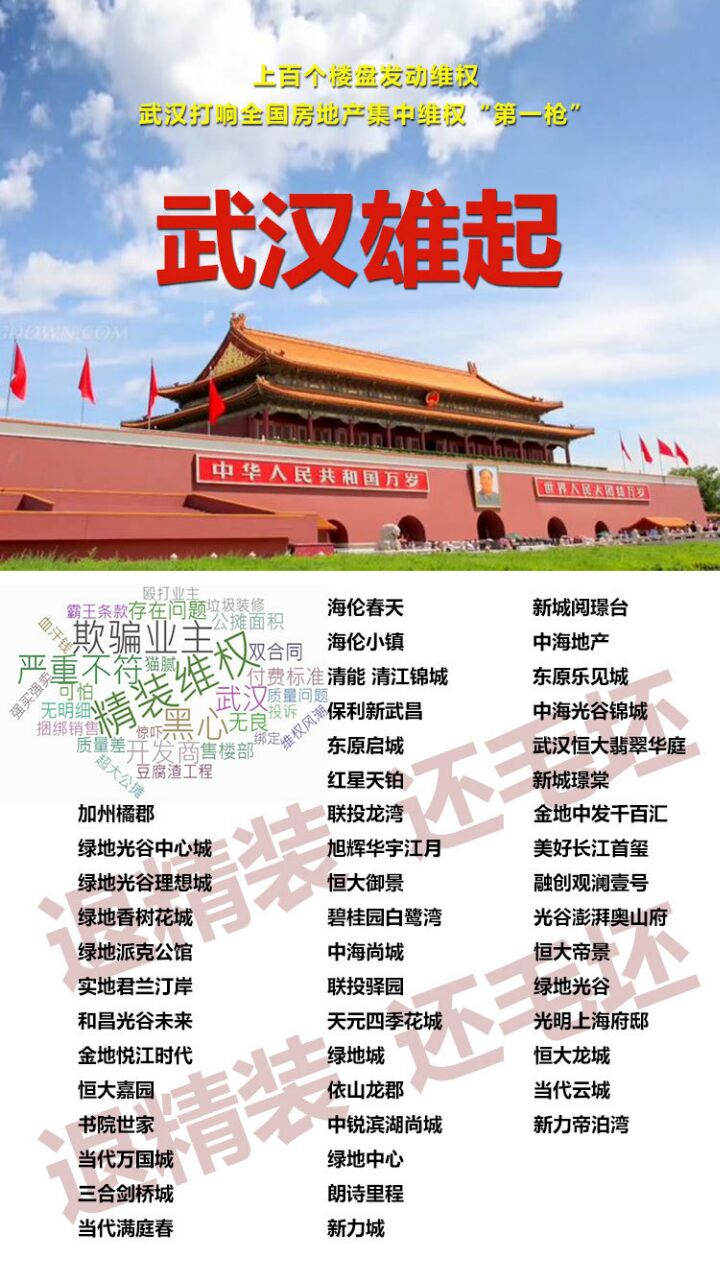 上百个楼盘发动维权
武汉打响全国房地产集中维权“第一枪”
武汉雄起
GDOWN.COM
中华人民共和国万岁
世界人民大团结万岁
殴打业主
霸王条款
存在问题
垃圾装修
血汗钱
欺骗业主
公摊面积
双合同
严重不符
猫腻
精装维权
付费标准
强买强卖
可怕
武汉
质量问题
无明细
黑心
无良
投诉
捆绑销售
惊吓
绑定
维权风潮
质量差
开发商
售楼部
超大公摊
豆腐渣工程
海伦春天
海伦小镇
清能 清江锦城
保利新武昌
东原启城
红星天铂
新城阅璟台
中海地产
东原乐见城
中海光谷锦城
武汉恒大翡翠华庭
新城璟棠
加州橘郡
绿地光谷中心城
绿地光谷理想城
绿地香树花城
绿地派克公馆
实地君兰汀岸
和昌光谷未来
金地悦江时代
恒大嘉园
书院世家
当代万国城
三合剑桥城
当代满庭春
联投龙湾
旭辉华宇江月
恒大御景
碧桂园白鹭湾
中海尚城
联投驿园
天元四季花城
绿地城
依山龙郡
中锐滨湖尚城
绿地中心
朗诗里程
新力城
金地中发千百汇
美好长江首玺
融创观澜壹号
光谷澎湃奥山府
恒大帝景
绿地光谷
光明上海府邸
恒大龙城
当代云城
新力帝泊湾
退精装 还毛坯
退精装 还毛坯